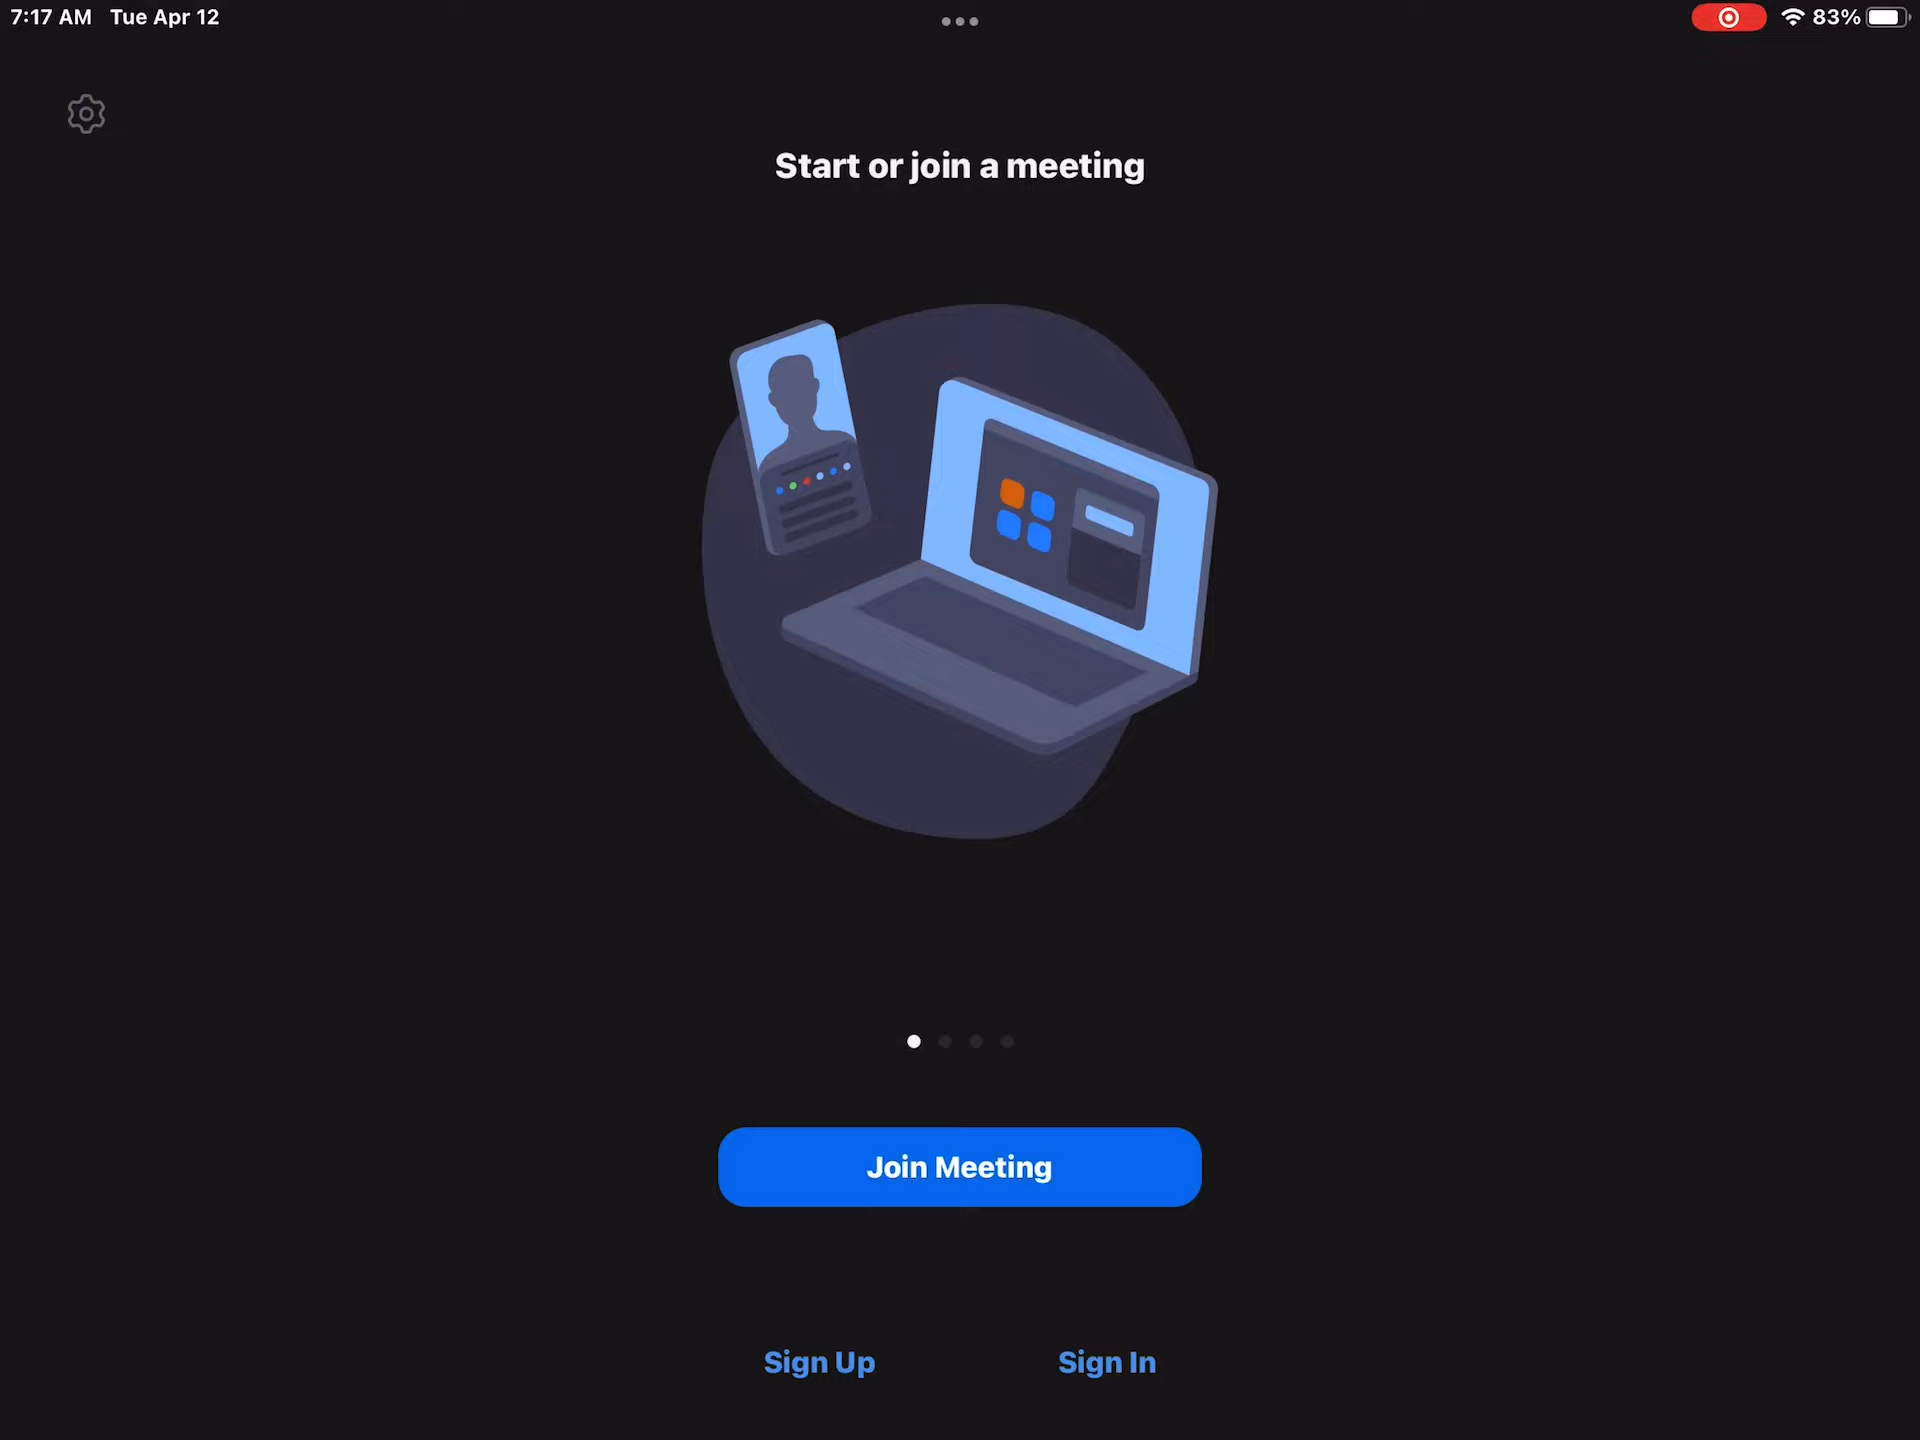 7:17 AM Tue Apr 12
83%
Start or join a meeting
Join Meeting
Sign Up
Sign In